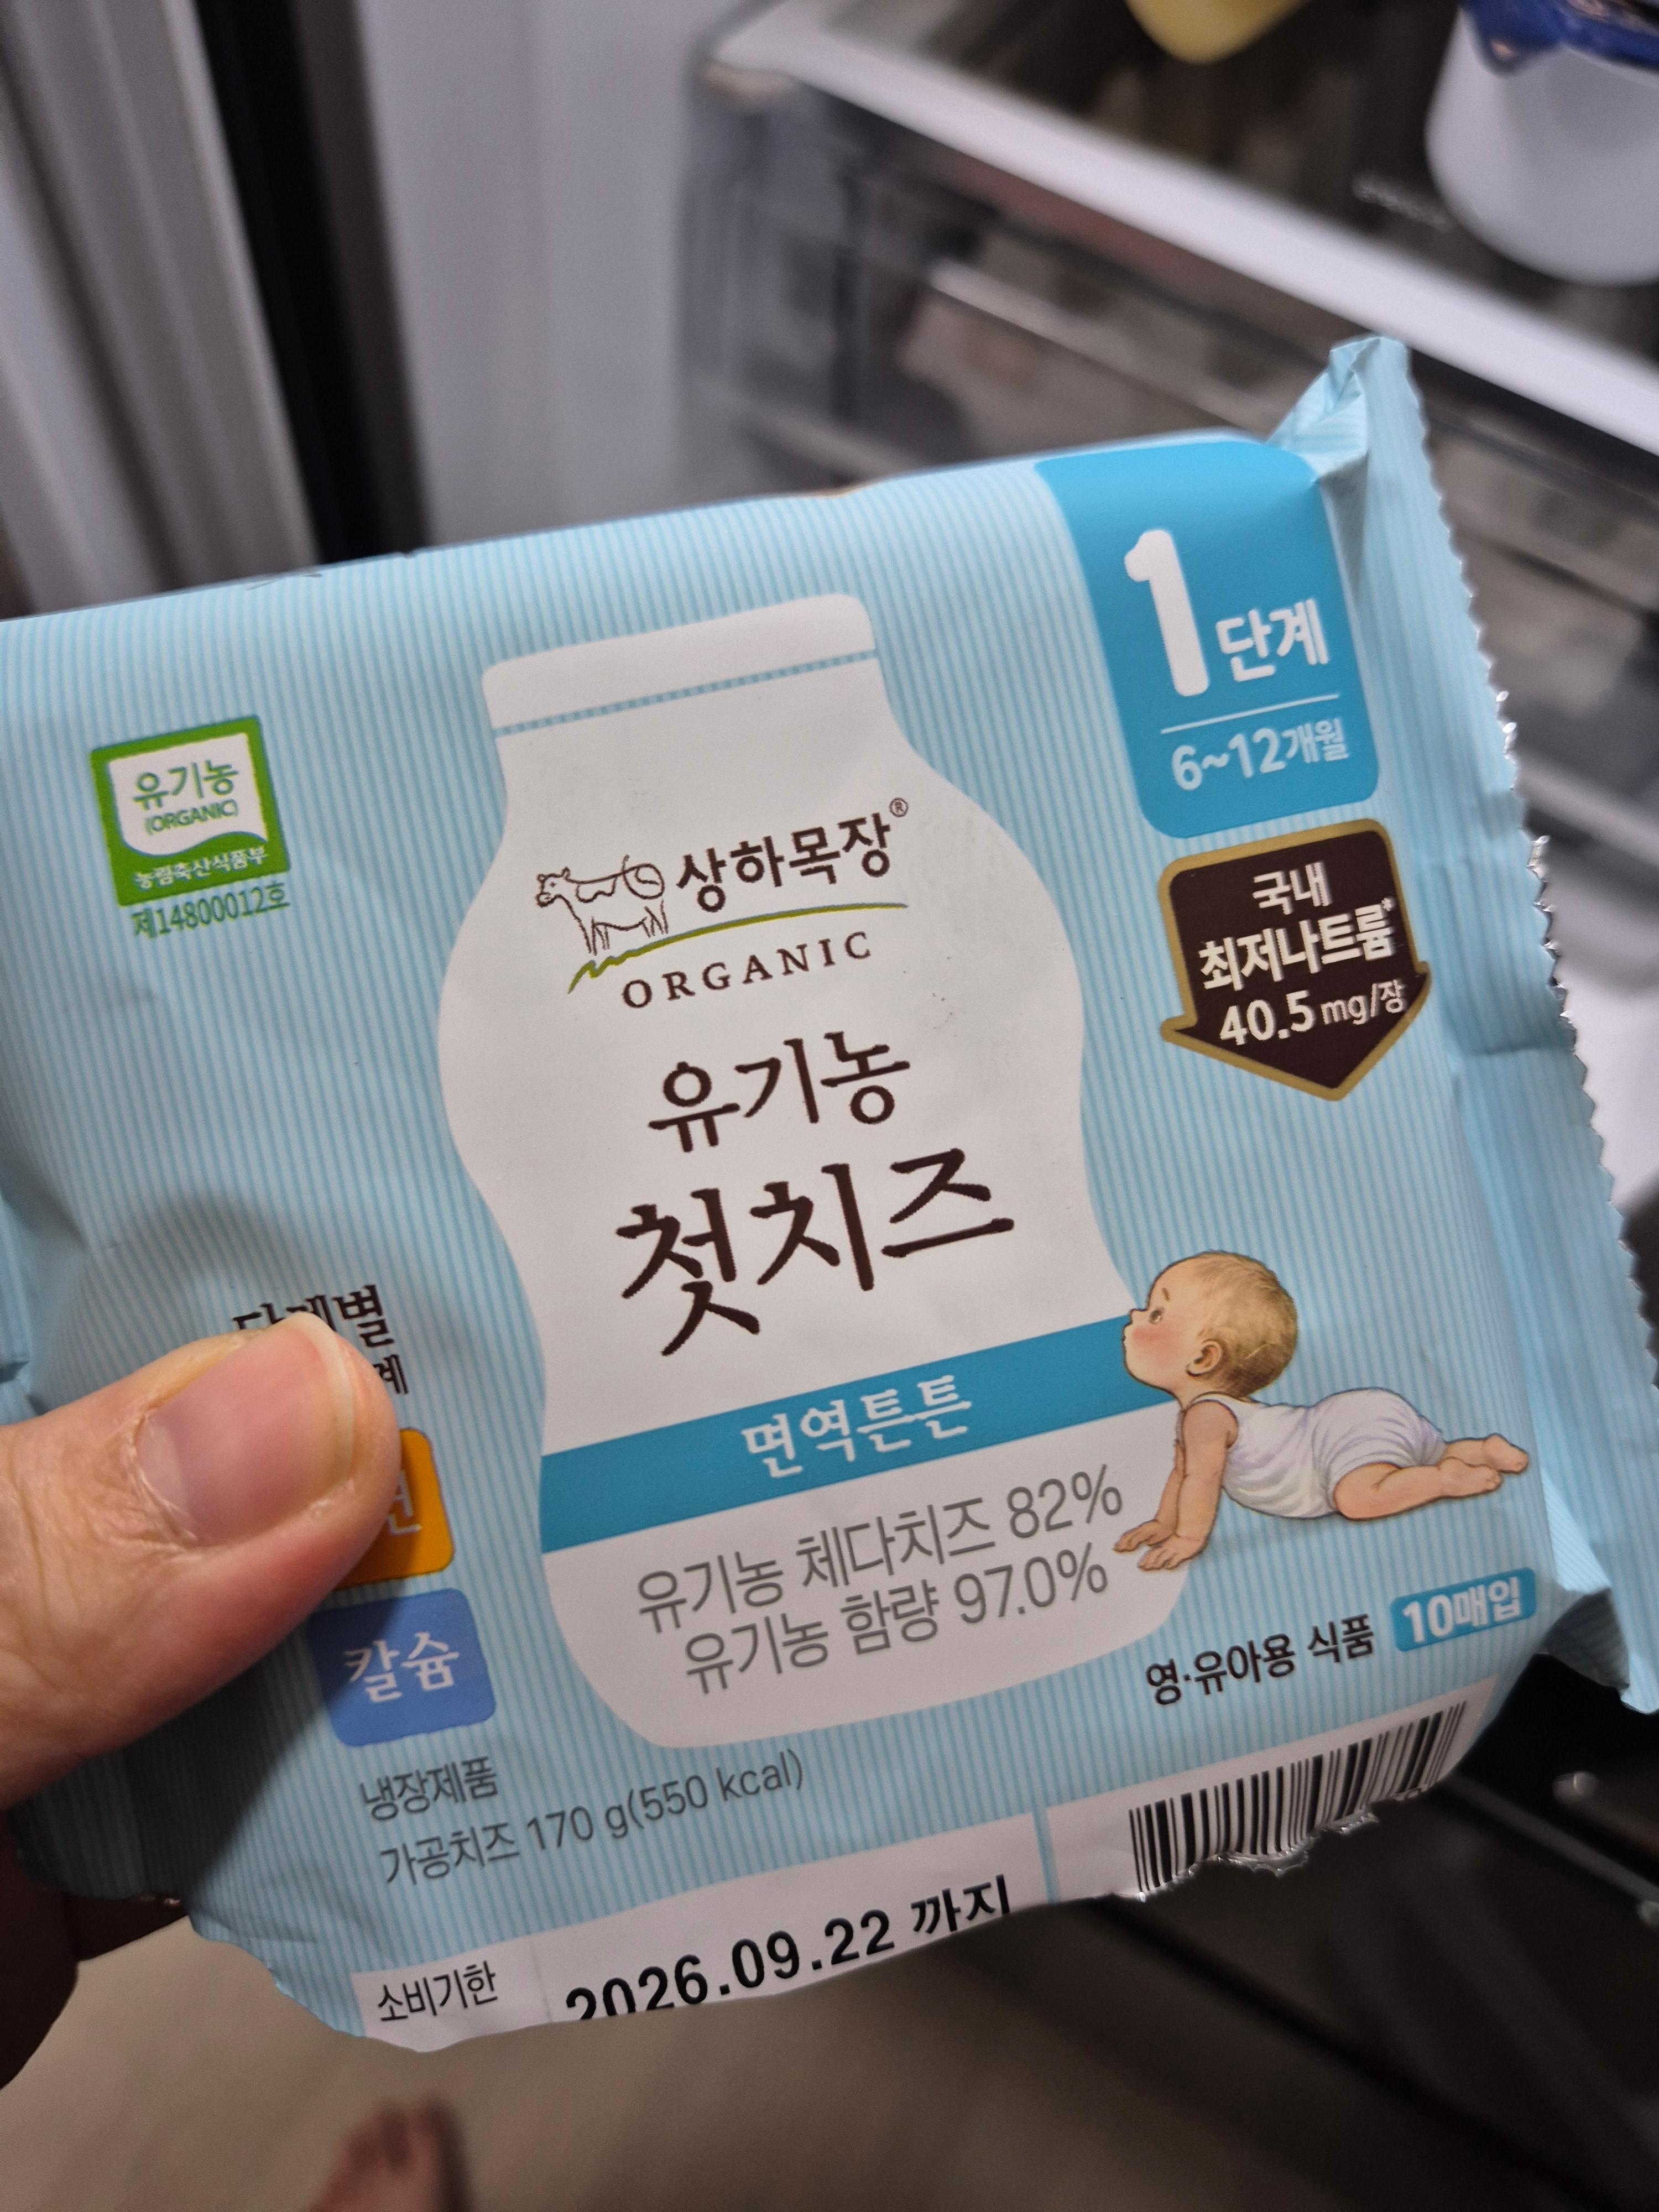 1단계
6~12개월
유기농
(ORGANIC)
농림축산식품부
제14800012호
상하목장®
ORGANIC
국내
최저나트륨*
40.5mg/장
유기농
첫치즈
면역튼튼
유기농 체다치즈 82%
유기농 함량 97.0%
칼슘
영·유아용 식품 10매입
냉장제품
가공치즈 170 g(550 kcal)
소비기한 2026.09.22 까지